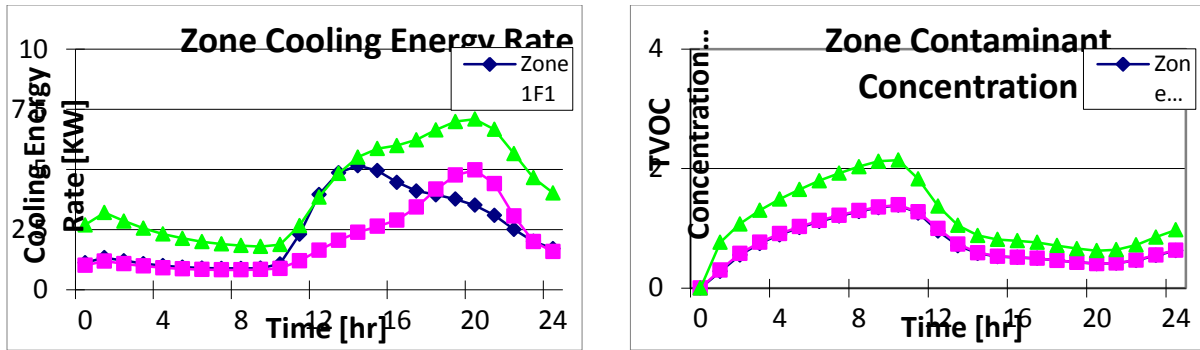 Zone Cooling Energy Rate
Cooling Energy
Rate [KW]
10
5
0
Zone
1F1
0 4 8 12 16 20 24
Time [hr]
Zone Contaminant
Concentration
TVOC
Concentration...
4
2
0
Zon
e...
0 4 8 12 16 20 24
Time [hr]